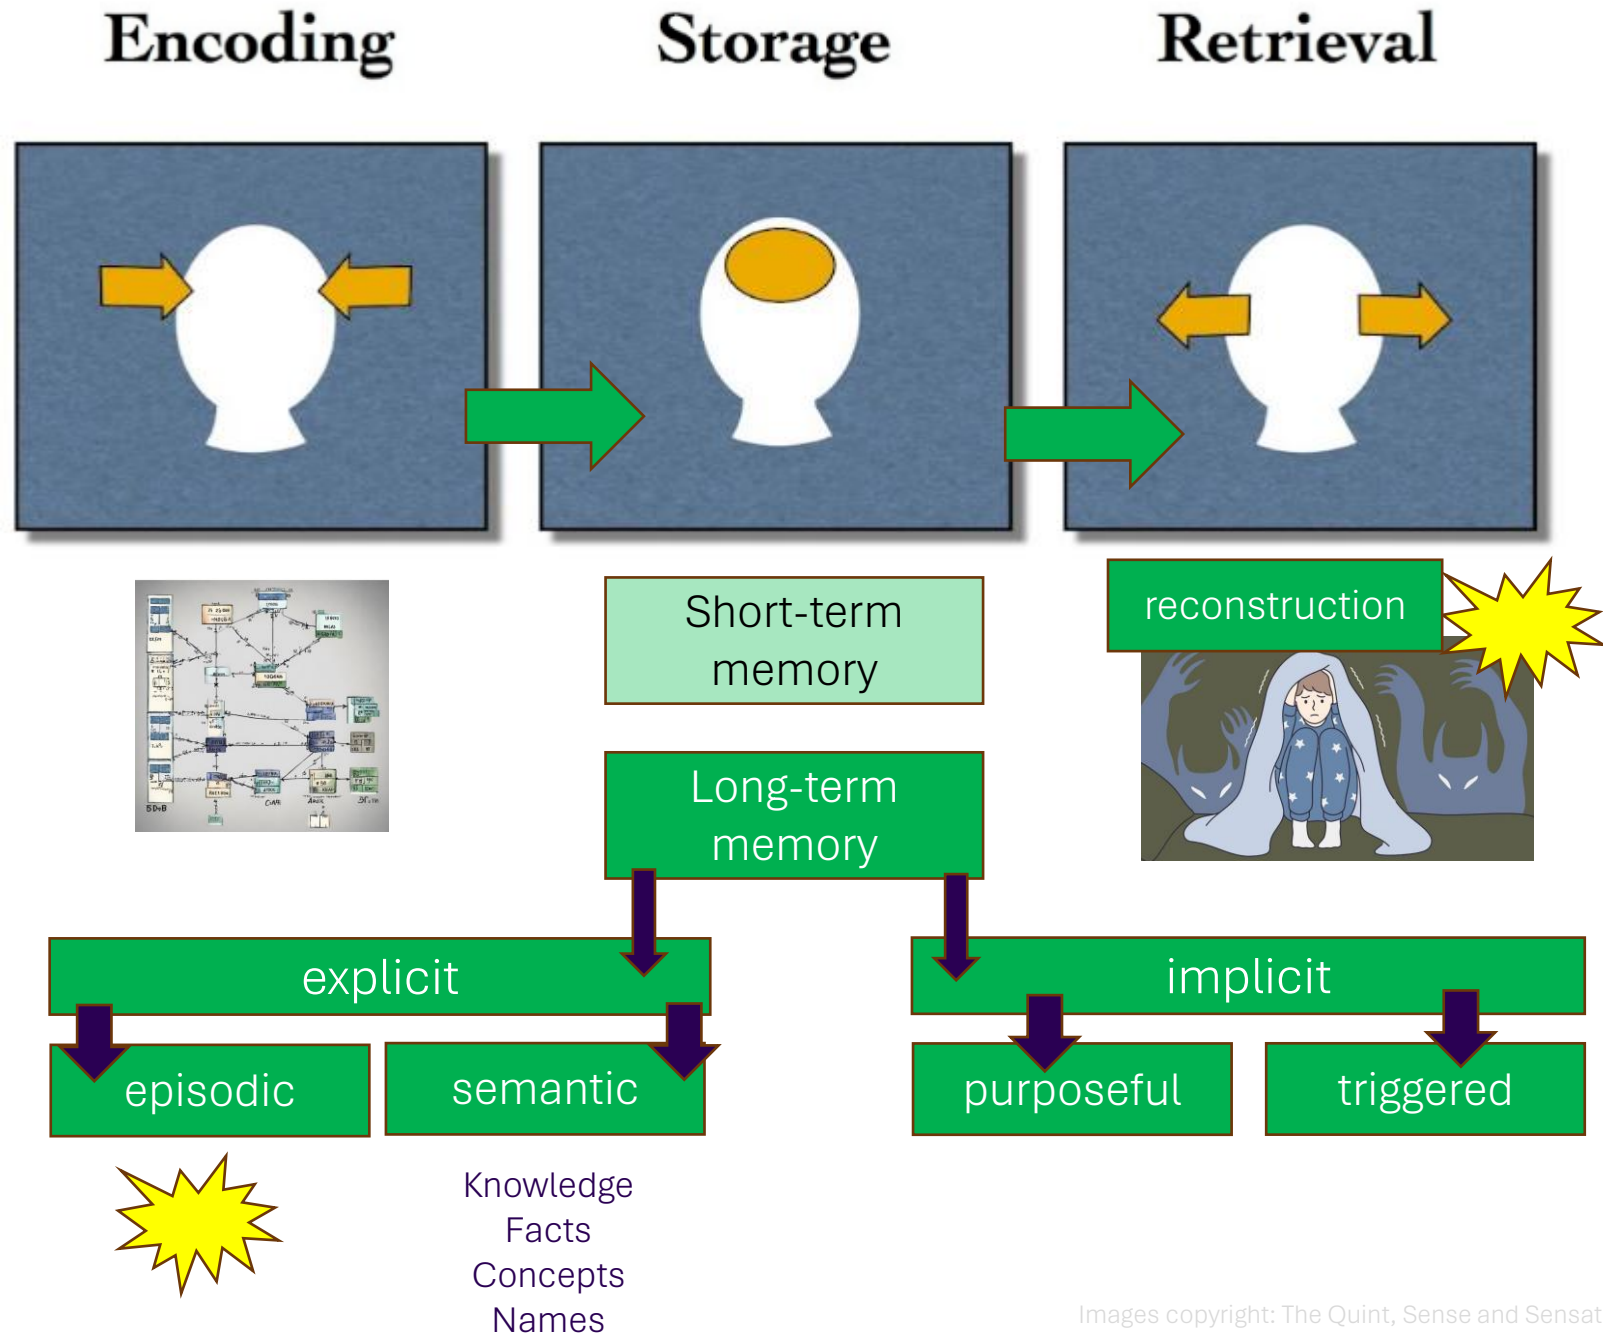 Encoding
Storage
Retrieval
Short-term
memory
reconstruction
Long-term
memory
explicit
implicit
episodic
semantic
purposeful
triggered
Knowledge
Facts
Concepts
Names
Images copyright: The Quint, Sense and Sensat